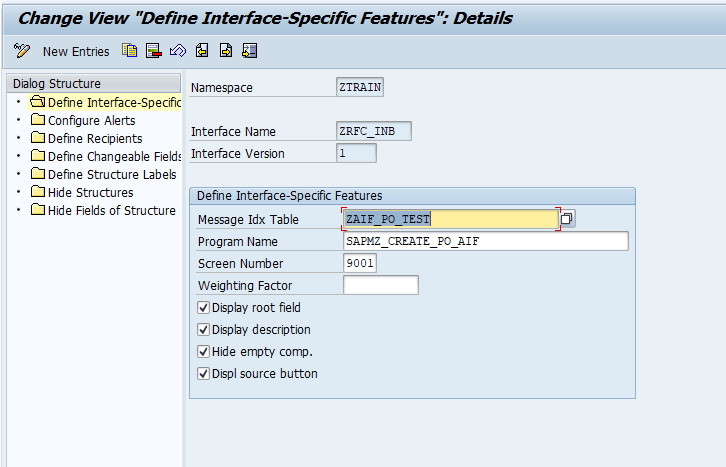 Change View "Define Interface-Specific Features": Details
New Entries
Dialog Structure
Define Interface-Specific
Configure Alerts
Define Recipients
Define Changeable Fields
Define Structure Labels
Hide Structures
Hide Fields of Structure
Namespace ZTRAIN
Interface Name ZRFC_INB
Interface Version 1
Define Interface-Specific Features
Message Idx Table ZAIF_PO_TEST
Program Name SAPMZ_CREATE_PO_AIF
Screen Number 9001
Weighting Factor
Display root field
Display description
Hide empty comp.
Displ source button